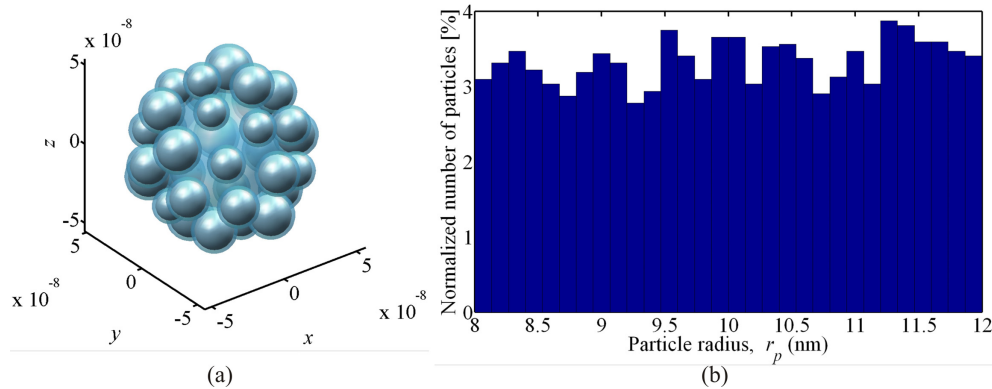 x 10⁻⁸
5
0
-5
z
5
0
-5
x 10⁻⁸
y
-5
0
5
x 10⁻⁸
x
(a)
Normalized number of particles [%]
4
3
2
1
0
8 8.5 9 9.5 10 10.5 11 11.5 12
Particle radius, rₚ (nm)
(b)